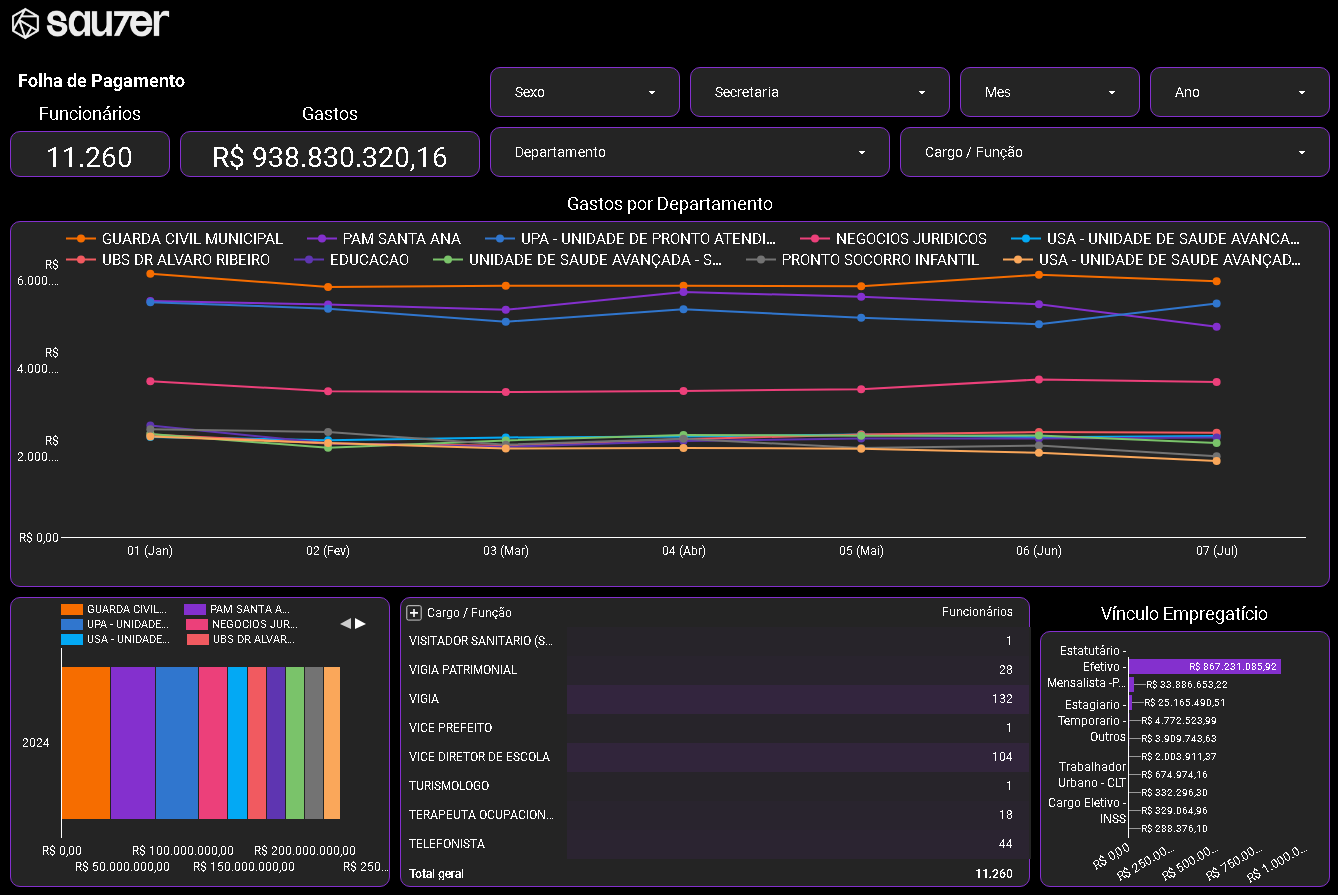 sau7er
Folha de Pagamento
Funcionários
Gastos
11.260
R$ 938.830.320,16
Sexo
Secretaria
Mes
Ano
Departamento
Cargo / Função
Gastos por Departamento
GUARDA CIVIL MUNICIPAL
PAM SANTA ANA
UPA - UNIDADE DE PRONTO ATENDI...
NEGOCIOS JURIDICOS
USA - UNIDADE DE SAUDE AVANCA...
UBS DR ALVARO RIBEIRO
EDUCACAO
UNIDADE DE SAUDE AVANÇADA - S...
PRONTO SOCORRO INFANTIL
USA - UNIDADE DE SAUDE AVANÇAD...
R$
6.000....
R$
4.000....
R$
2.000....
R$ 0,00
01 (Jan)
02 (Fev)
03 (Mar)
04 (Abr)
05 (Mai)
06 (Jun)
07 (Jul)
GUARDA CIVIL...
PAM SANTA A...
UPA - UNIDADE...
NEGOCIOS JUR...
USA - UNIDADE...
UBS DR ALVAR...
2024
R$ 0,00
R$ 50.000.000,00
R$ 100.000.000,00
R$ 150.000.000,00
R$ 200.000.000,00
R$ 250...
Cargo / Função
Funcionários
VISITADOR SANITARIO (S...
1
VIGIA PATRIMONIAL
28
VIGIA
132
VICE PREFEITO
1
VICE DIRETOR DE ESCOLA
104
TURISMOLOGO
1
TERAPEUTA OCUPACION...
18
TELEFONISTA
44
Total geral
11.260
Vínculo Empregatício
Estatutário -
Efetivo -
Mensalista -P...
Estagiario -
Temporario -
Outros
Trabalhador
Urbano - CLT
Cargo Eletivo -
INSS
R$ 867.231.085,92
R$ 33.886.653,22
R$ 25.165.490,51
R$ 4.772.523,99
R$ 3.909.743,63
R$ 2.003.911,37
R$ 674.974,16
R$ 332.296,30
R$ 329.064,96
R$ 288.376,10
R$ 0,00
R$ 250.00...
R$ 500.00...
R$ 750.00...
R$ 1.000.0...